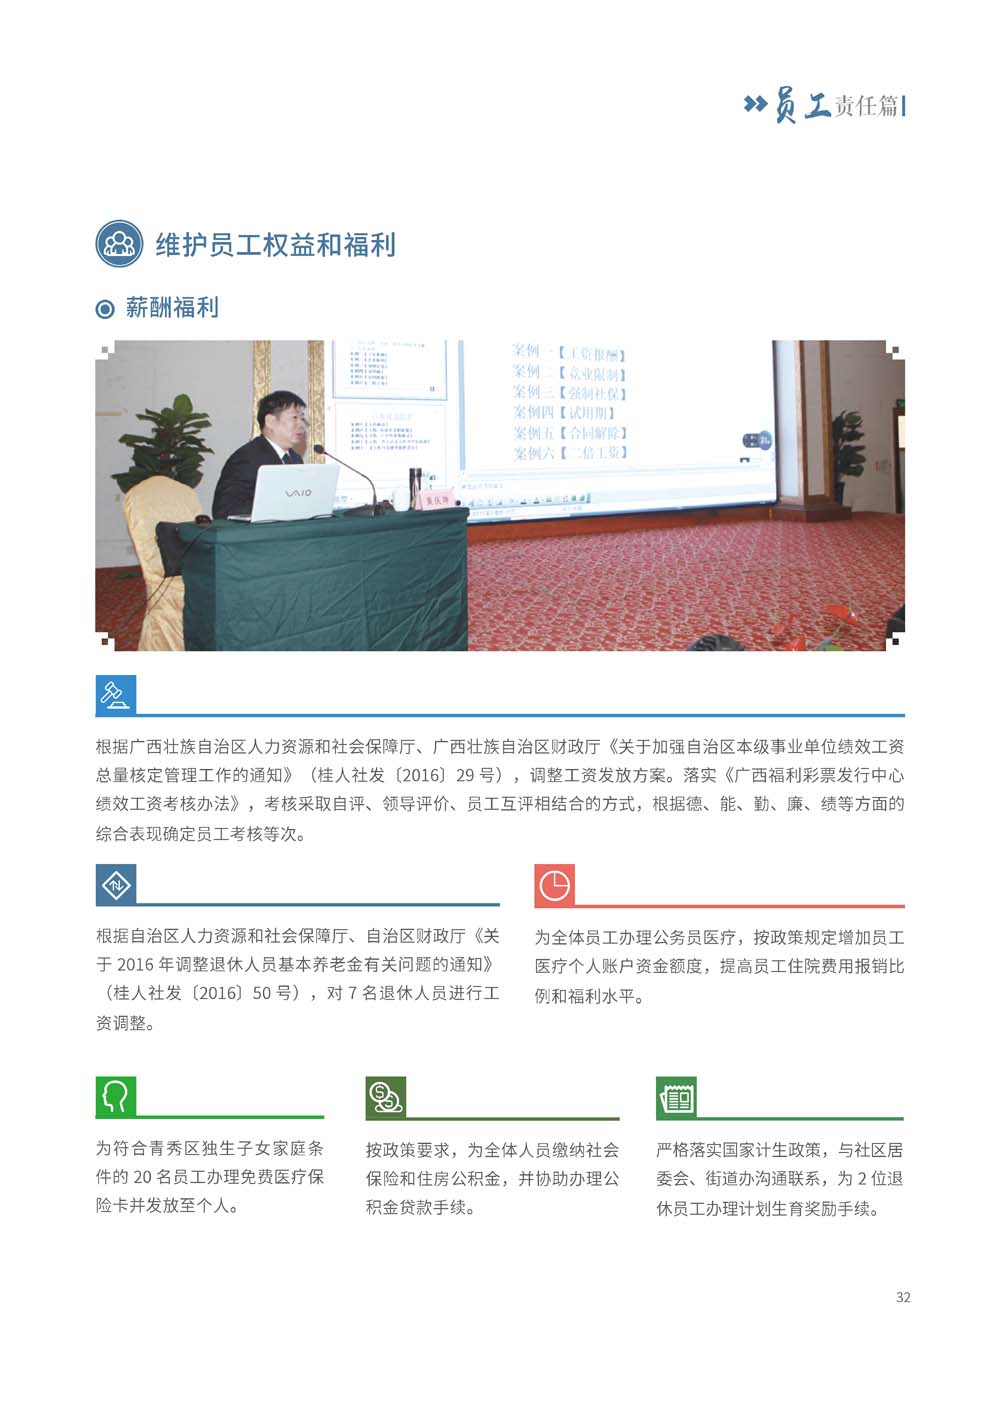 员工责任篇
维护员工权益和福利
薪酬福利
案例一【工资报酬】
案例二【竞业限制】
案例三【强制社保】
案例四【试用期】
案例五【合同解除】
案例六【二倍工资】
VAIO
根据广西壮族自治区人力资源和社会保障厅、广西壮族自治区财政厅《关于加强自治区本级事业单位绩效工资
总量核定管理工作的通知》（桂人社发〔2016〕29 号），调整工资发放方案。落实《广西福利彩票发行中心
绩效工资考核办法》，考核采取自评、领导评价、员工互评相结合的方式，根据德、能、勤、廉、绩等方面的
综合表现确定员工考核等次。
根据自治区人力资源和社会保障厅、自治区财政厅《关
于 2016 年调整退休人员基本养老金有关问题的通知》
（桂人社发〔2016〕50 号），对 7 名退休人员进行工
资调整。
为全体员工办理公务员医疗，按政策规定增加员工
医疗个人账户资金额度，提高员工住院费用报销比
例和福利水平。
为符合青秀区独生子女家庭条
件的 20 名员工办理免费医疗保
险卡并发放至个人。
按政策要求，为全体人员缴纳社会
保险和住房公积金，并协助办理公
积金贷款手续。
严格落实国家计生政策，与社区居
委会、街道办沟通联系，为 2 位退
休员工办理计划生育奖励手续。
32